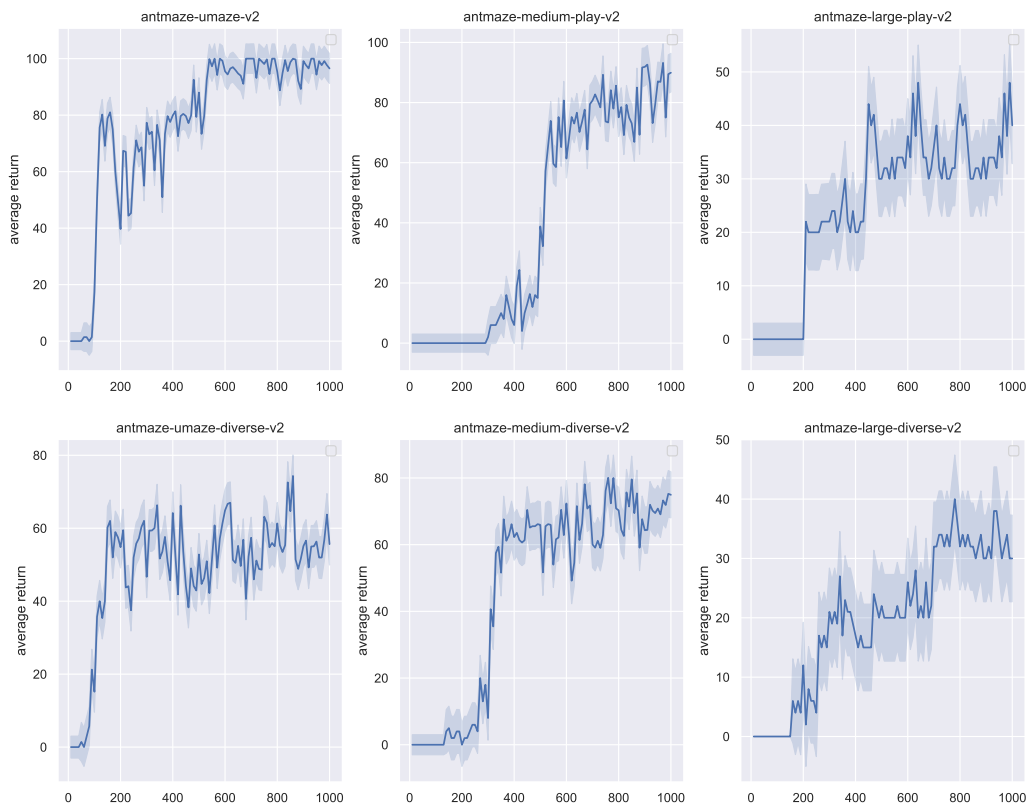 antmaze-umaze-v2
average return
100
80
60
40
20
0
0 200 400 600 800 1000
antmaze-medium-play-v2
average return
100
80
60
40
20
0
0 200 400 600 800 1000
antmaze-large-play-v2
average return
50
40
30
20
10
0
0 200 400 600 800 1000
antmaze-umaze-diverse-v2
average return
80
60
40
20
0
0 200 400 600 800 1000
antmaze-medium-diverse-v2
average return
80
60
40
20
0
0 200 400 600 800 1000
antmaze-large-diverse-v2
average return
50
40
30
20
10
0
0 200 400 600 800 1000